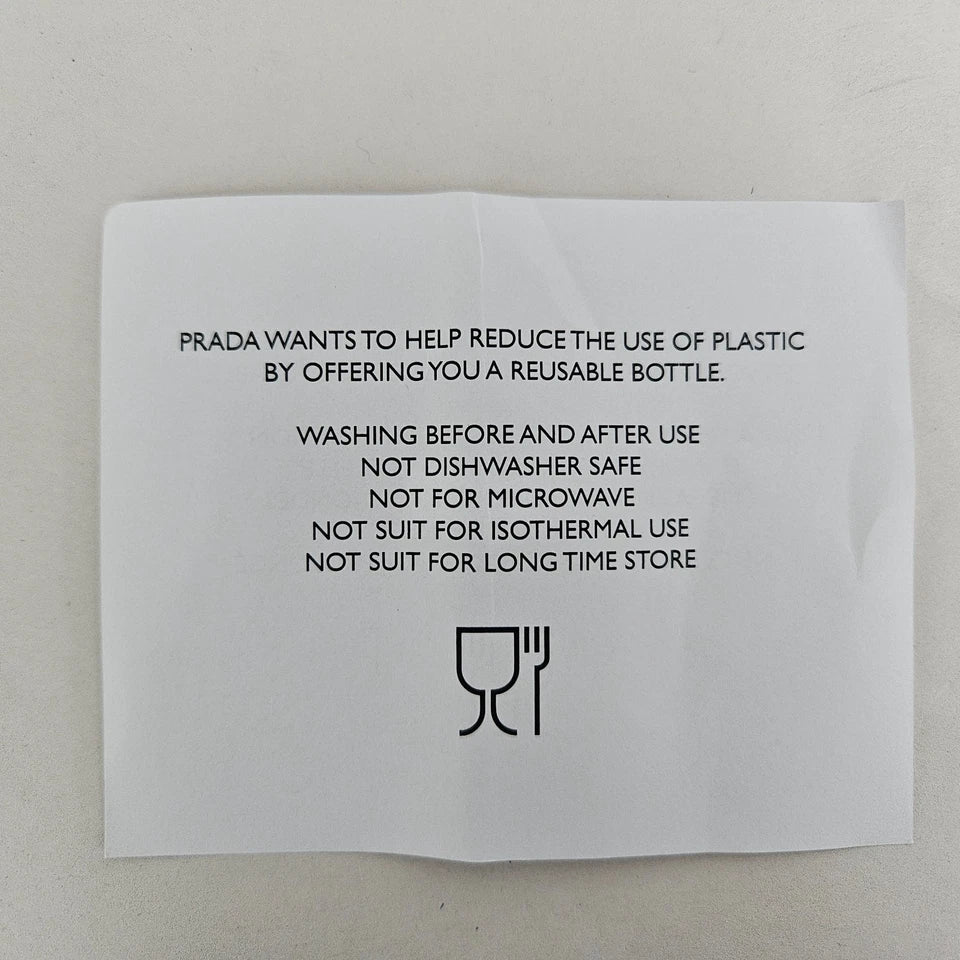 PRADA WANTS TO HELP REDUCE THE USE OF PLASTIC
BY OFFERING YOU A REUSABLE BOTTLE.
WASHING BEFORE AND AFTER USE
NOT DISHWASHER SAFE
NOT FOR MICROWAVE
NOT SUIT FOR ISOTHERMAL USE
NOT SUIT FOR LONG TIME STORE